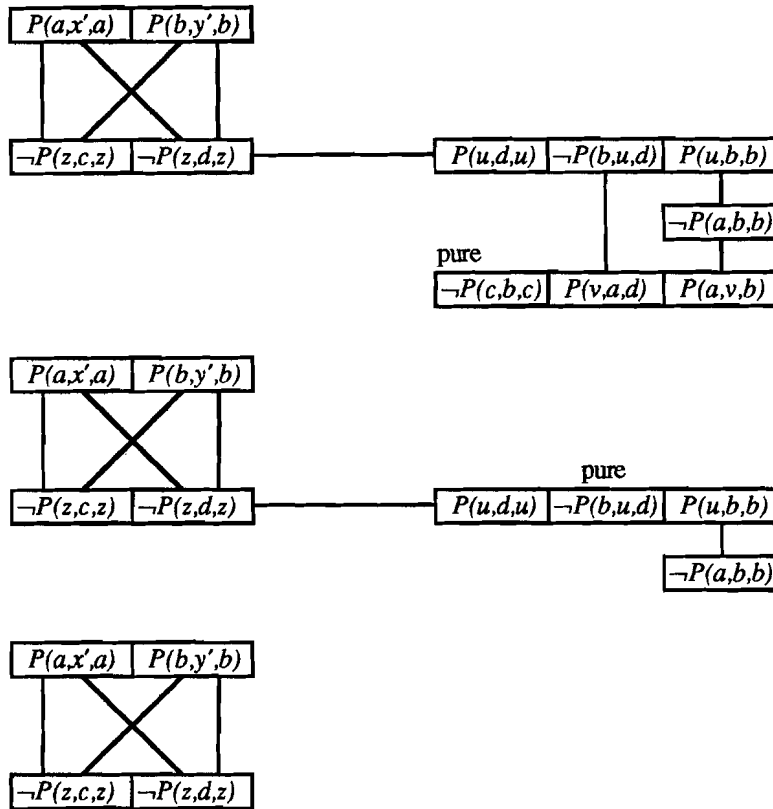 P(a,x′,a) P(b,y′,b)
¬P(z,c,z) ¬P(z,d,z) P(u,d,u) ¬P(b,u,d) P(u,b,b)
¬P(a,b,b)
pure
¬P(c,b,c) P(v,a,d) P(a,v,b)
P(a,x′,a) P(b,y′,b)
pure
¬P(z,c,z) ¬P(z,d,z) P(u,d,u) ¬P(b,u,d) P(u,b,b)
¬P(a,b,b)
P(a,x′,a) P(b,y′,b)
¬P(z,c,z) ¬P(z,d,z)